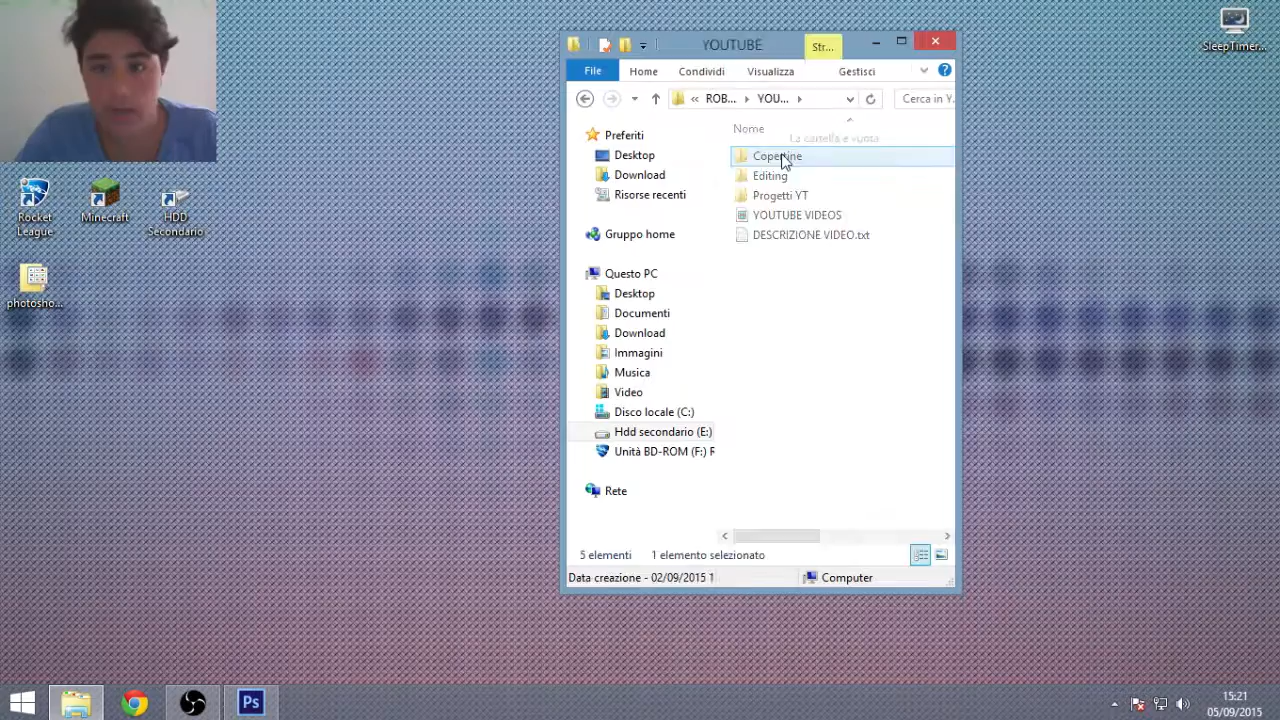 YOUTUBE
Str...
SleepTimer...
File
Home
Condividi
Visualizza
Gestisci
« ROB... YOU...
Cerca in Y.
Nome
La cartella è vuota.
Preferiti
Desktop
Download
Risorse recenti
Gruppo home
Questo PC
Desktop
Documenti
Download
Immagini
Musica
Video
Disco locale (C:)
Hdd secondario (E:)
Unità BD-ROM (F:) R
Rete
Copertine
Editing
Progetti YT
YOUTUBE VIDEOS
DESCRIZIONE VIDEO.txt
5 elementi
1 elemento selezionato
Data creazione - 02/09/2015 1
Computer
Rocket
League
Minecraft
HDD
Secondario
photosho...
Ps
15:21
05/09/2015